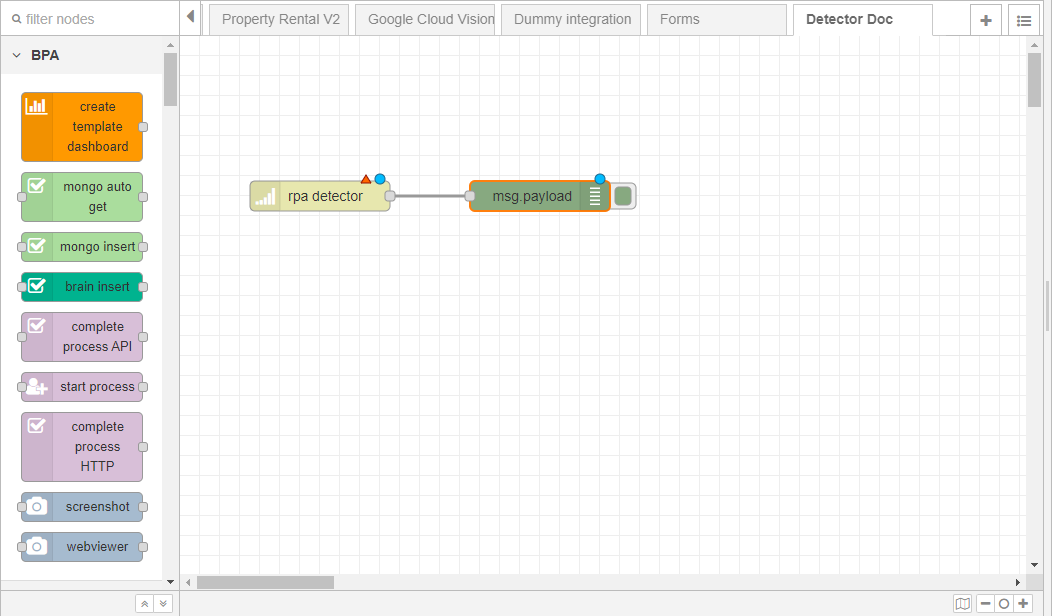 filter nodes
Property Rental V2
Google Cloud Vision
Dummy integration
Forms
Detector Doc
BPA
create
template
dashboard
mongo auto
get
mongo insert
brain insert
complete
process API
start process
complete
process
HTTP
screenshot
webviewer
rpa detector
msg.payload